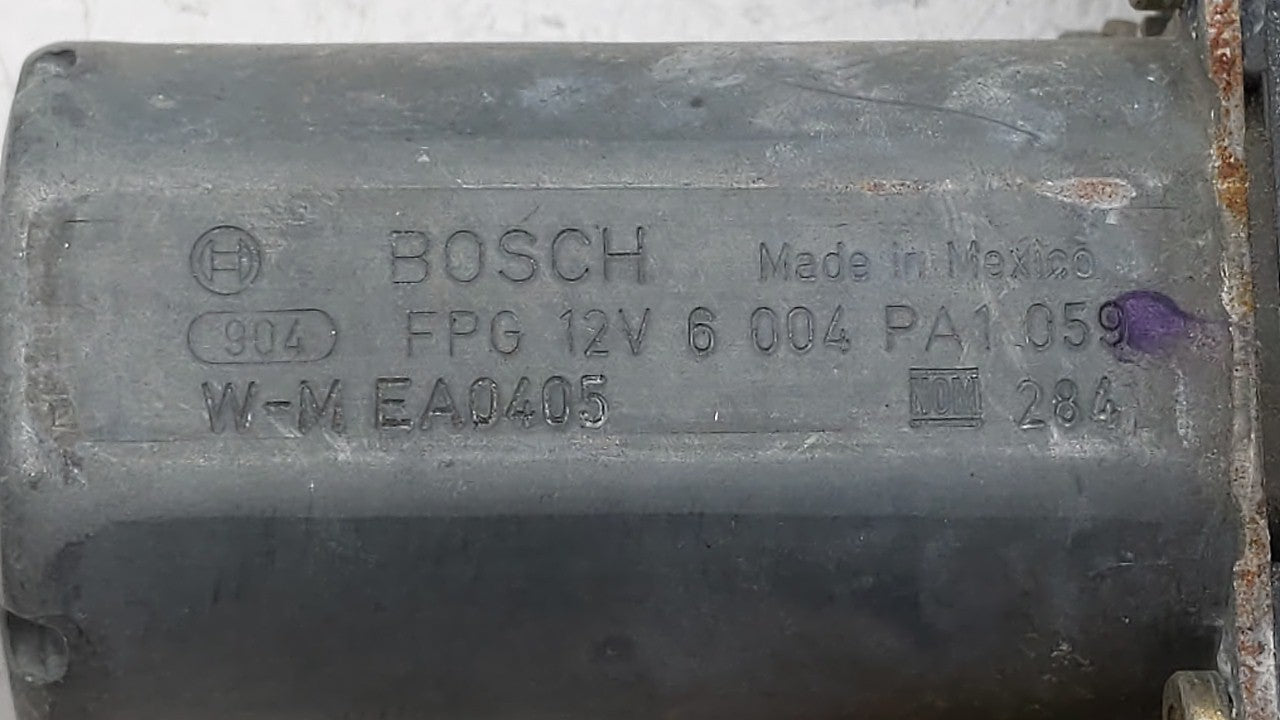 BOSCH Made in Mexico
904 FPG 12V 6 004 PA1 059
W-M EA0405 NOM 284